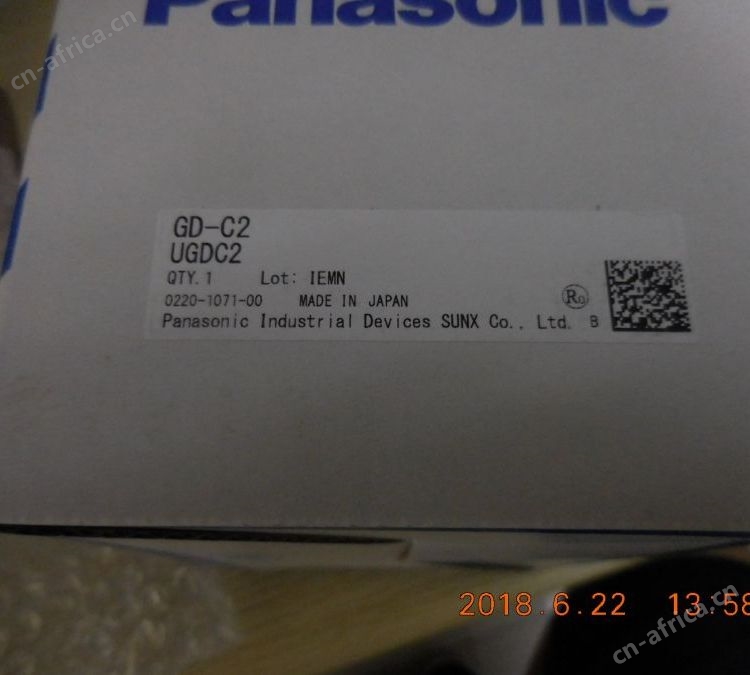 cn-africa.cn
Panasonic
GD-C2
UGDC2
QTY. 1 Lot: IEMN
0220-1071-00 MADE IN JAPAN
Panasonic Industrial Devices SUNX Co., Ltd. B
2018.6.22 13:58
cn-africa.cn